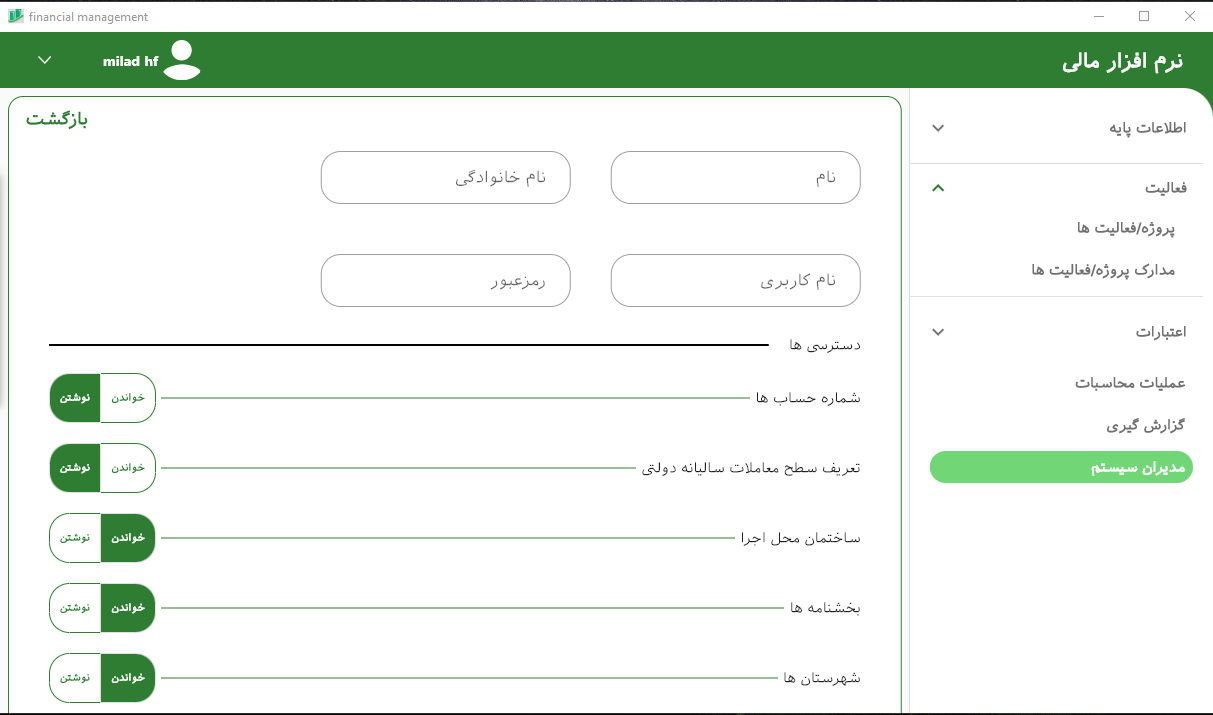 financial management
نرم افزار مالی
milad hf
اطلاعات پایه
فعالیت
پروژه/فعالیت ها
مدارک پروژه/فعالیت ها
اعتبارات
عملیات محاسبات
گزارش گیری
مدیران سیستم
بازگشت
نام
نام خانوادگی
نام کاربری
رمزعبور
دسترسی ها
شماره حساب ها خواندن نوشتن
تعریف سطح معاملات سالیانه دولتی خواندن نوشتن
ساختمان محل اجرا خواندن نوشتن
بخشنامه ها خواندن نوشتن
شهرستان ها خواندن نوشتن